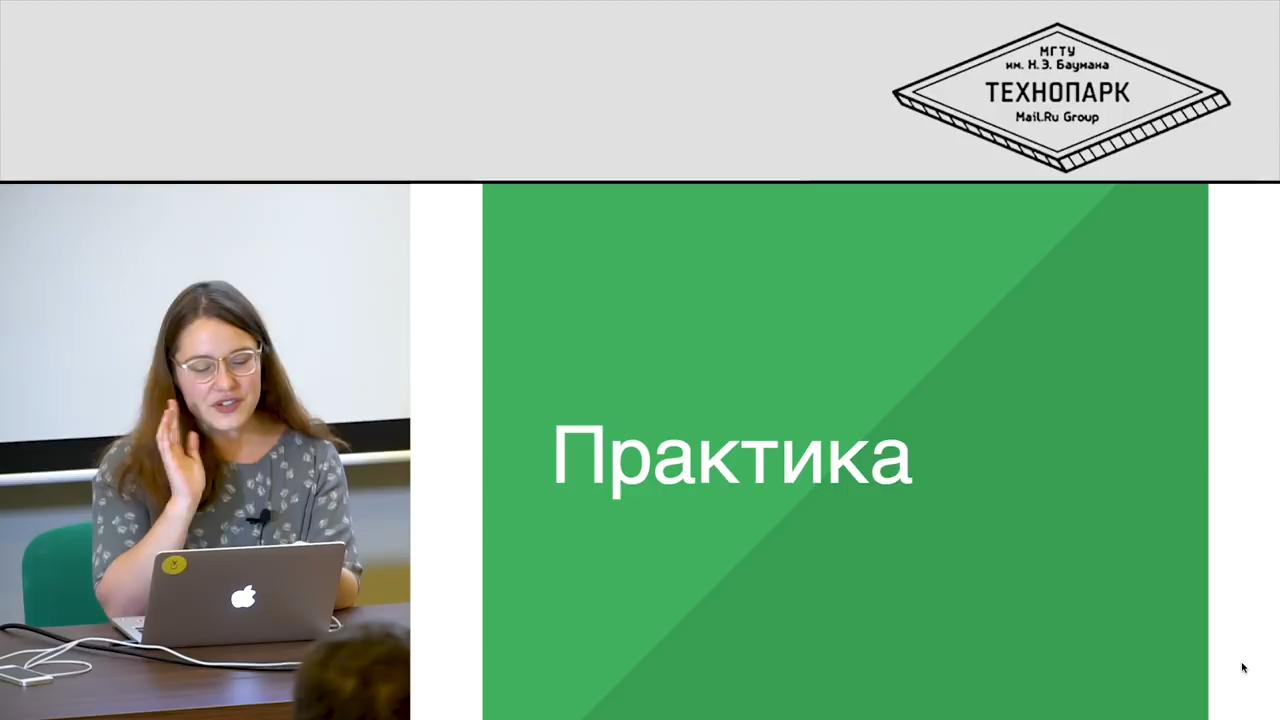 МГТУ
им. Н.Э. Баумана
ТЕХНОПАРК
Mail.Ru Group
Практика